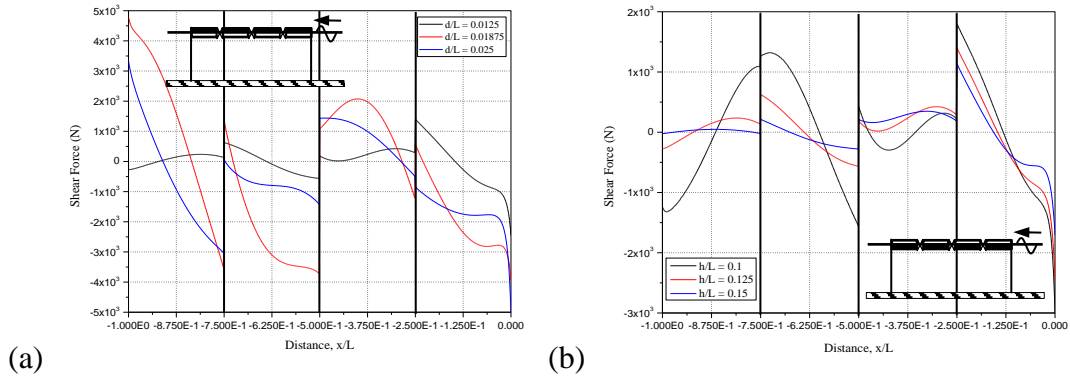 5x10³
4x10³
3x10³
2x10³
1x10³
0
-1x10³
-2x10³
-3x10³
-4x10³
-5x10³
Shear Force (N)
d/L = 0.0125
d/L = 0.01875
d/L = 0.025
-1.000E0 -8.750E-1 -7.500E-1 -6.250E-1 -5.000E-1 -3.750E-1 -2.500E-1 -1.250E-1 0.000
Distance, x/L
(a)
2x10³
1x10³
0
-1x10³
-2x10³
-3x10³
Shear Force (N)
h/L = 0.1
h/L = 0.125
h/L = 0.15
-1.000E0 -8.750E-1 -7.500E-1 -6.250E-1 -5.000E-1 -3.750E-1 -2.500E-1 -1.250E-1 0.000
Distance, x/L
(b)